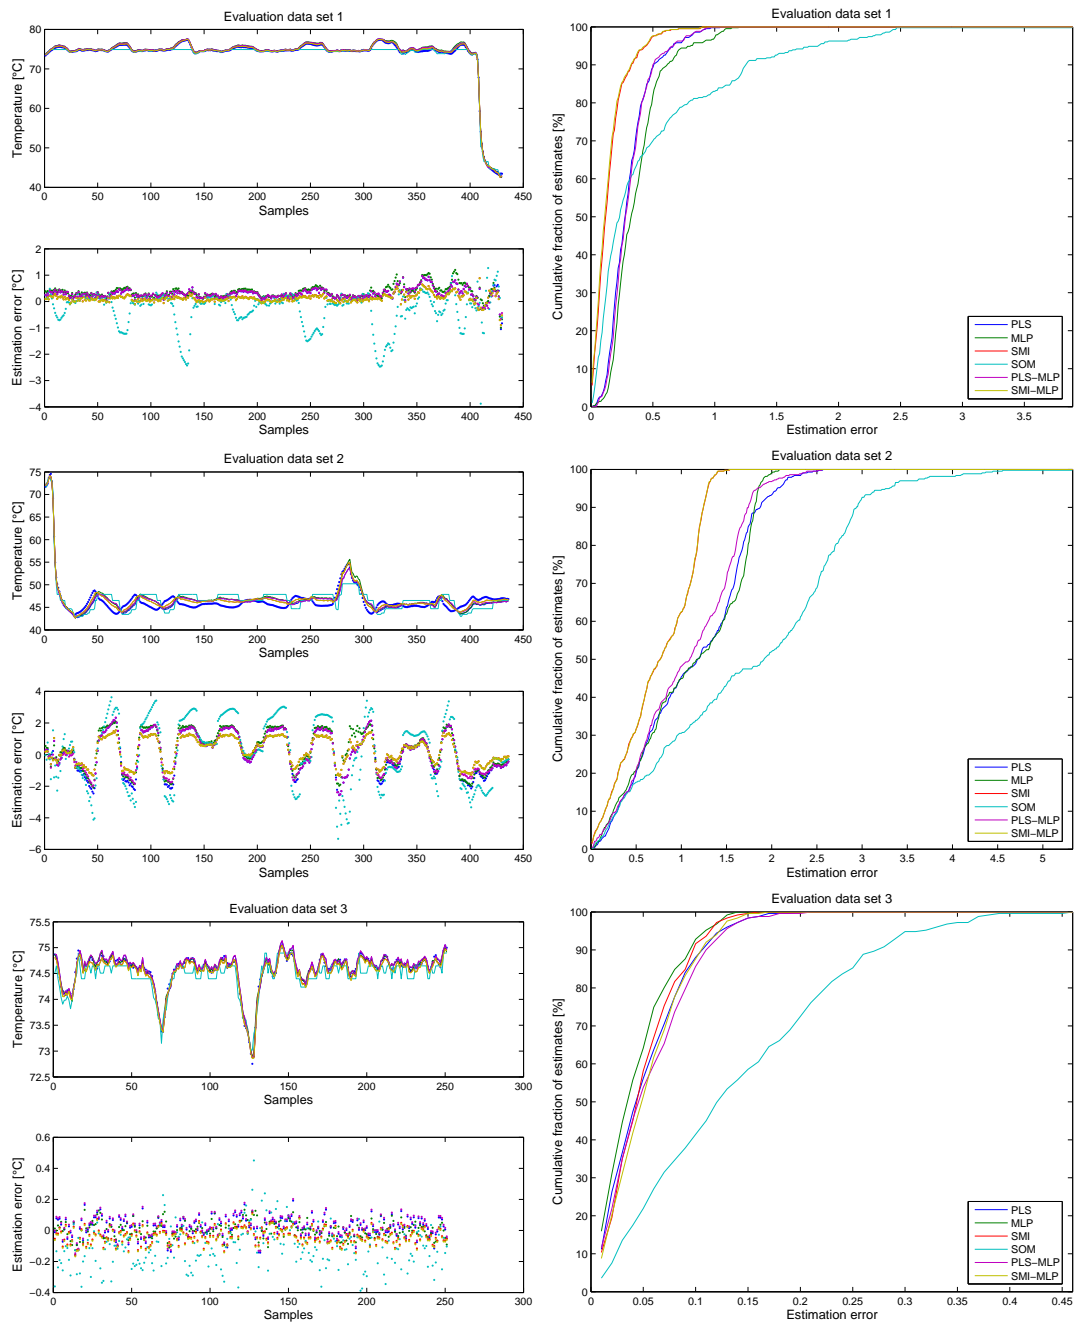 Evaluation data set 1
Temperature [°C]
80
70
60
50
40
0 50 100 150 200 250 300 350 400 450
Samples
Estimation error [°C]
2
1
0
−1
−2
−3
−4
0 50 100 150 200 250 300 350 400 450
Samples
Evaluation data set 1
Cumulative fraction of estimates [%]
100
90
80
70
60
50
40
30
20
10
0
0 0.5 1 1.5 2 2.5 3 3.5
Estimation error
PLS
MLP
SMI
SOM
PLS−MLP
SMI−MLP
Evaluation data set 2
Temperature [°C]
75
70
65
60
55
50
45
40
0 50 100 150 200 250 300 350 400 450
Samples
Estimation error [°C]
4
2
0
−2
−4
−6
0 50 100 150 200 250 300 350 400 450
Samples
Evaluation data set 2
Cumulative fraction of estimates [%]
100
90
80
70
60
50
40
30
20
10
0
0 0.5 1 1.5 2 2.5 3 3.5 4 4.5 5
Estimation error
PLS
MLP
SMI
SOM
PLS−MLP
SMI−MLP
Evaluation data set 3
Temperature [°C]
75.5
75
74.5
74
73.5
73
72.5
0 50 100 150 200 250 300
Samples
Estimation error [°C]
0.6
0.4
0.2
0
−0.2
−0.4
0 50 100 150 200 250 300
Samples
Evaluation data set 3
Cumulative fraction of estimates [%]
100
90
80
70
60
50
40
30
20
10
0
0 0.05 0.1 0.15 0.2 0.25 0.3 0.35 0.4 0.45
Estimation error
PLS
MLP
SMI
SOM
PLS−MLP
SMI−MLP